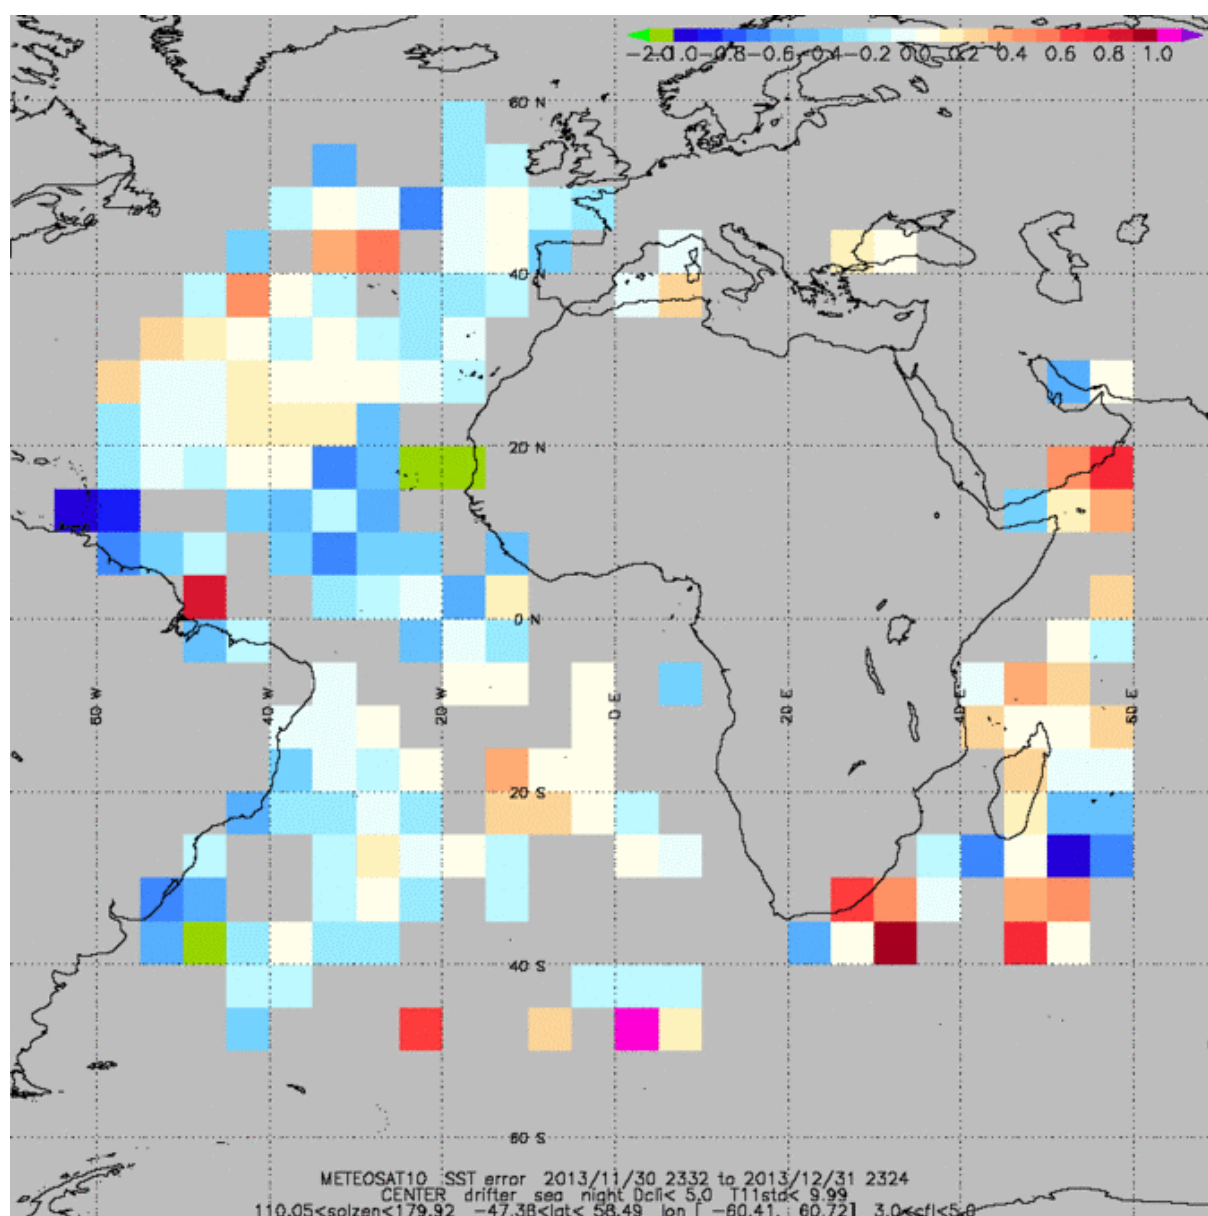 -2.0 -1.0 -0.8 -0.6 -0.4 -0.2 0.0 0.2 0.4 0.6 0.8 1.0
60 N
40 N
20 N
0 N
60 W 40 W 20 W 0 E 20 E 40 E 60 E
20 S
40 S
60 S
METEOSAT10 SST error 2013/11/30 2332 to 2013/12/31 2324
CENTER drifter sea night Dcli< 5.0 T11std< 9.99
110.05<solzen<179.92 -47.38<lat< 58.49 lon [ -60.41, 60.72] 3.0<cfl<5.0